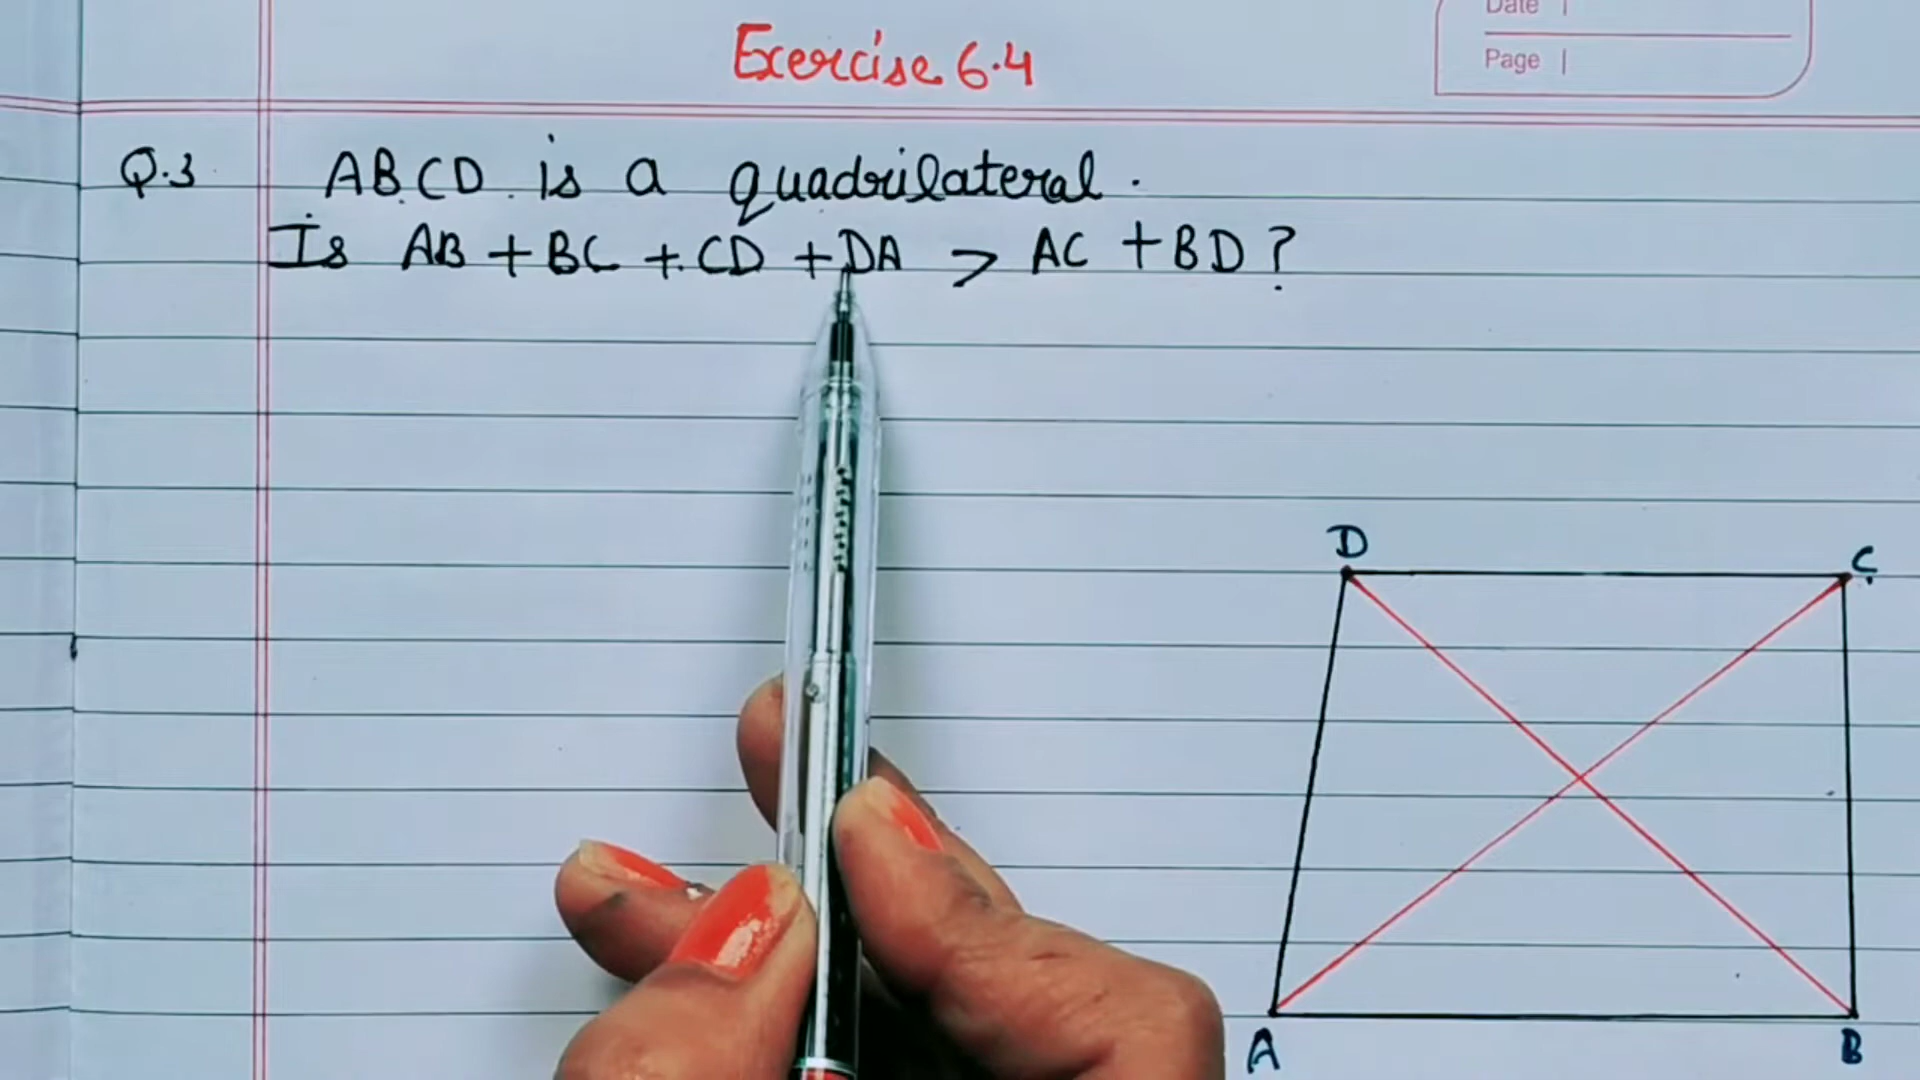 Date |
Page |
Exercise 6.4
Q.3 ABCD is a quadrilateral.
Is AB + BC + CD + DA > AC + BD ?
D C
A B